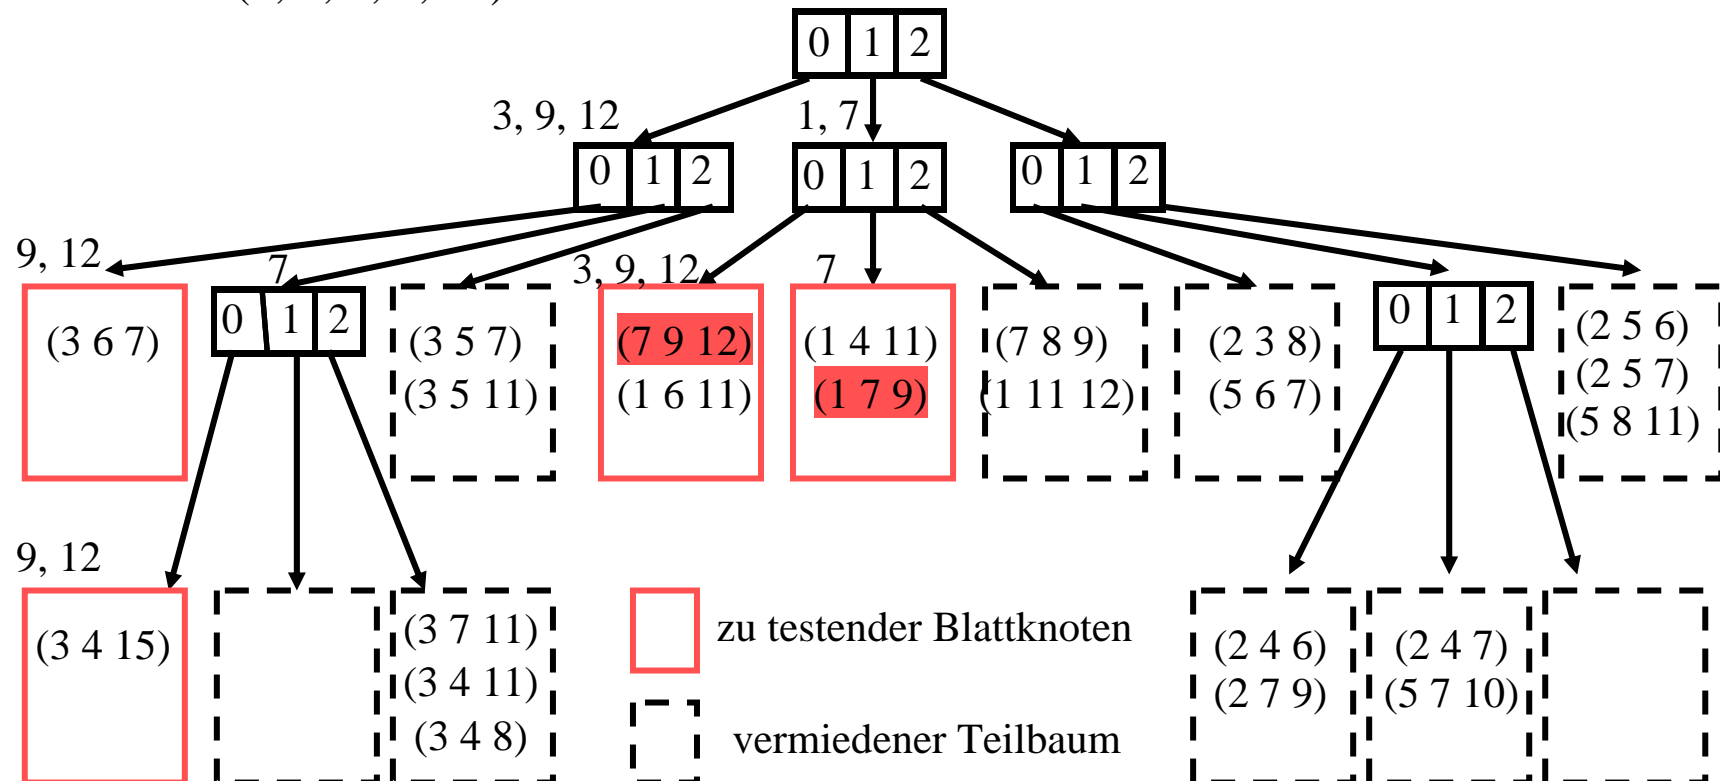 0 1 2
3, 9, 12
1, 7
0 1 2
0 1 2
0 1 2
9, 12
7
3, 9, 12
7
(3 6 7)
0 1 2
(3 5 7)
(3 5 11)
(7 9 12)
(1 6 11)
(1 4 11)
(1 7 9)
(7 8 9)
(1 11 12)
(2 3 8)
(5 6 7)
0 1 2
(2 5 6)
(2 5 7)
(5 8 11)
9, 12
(3 4 15)
(3 7 11)
(3 4 11)
(3 4 8)
zu testender Blattknoten
vermiedener Teilbaum
(2 4 6)
(2 7 9)
(2 4 7)
(5 7 10)